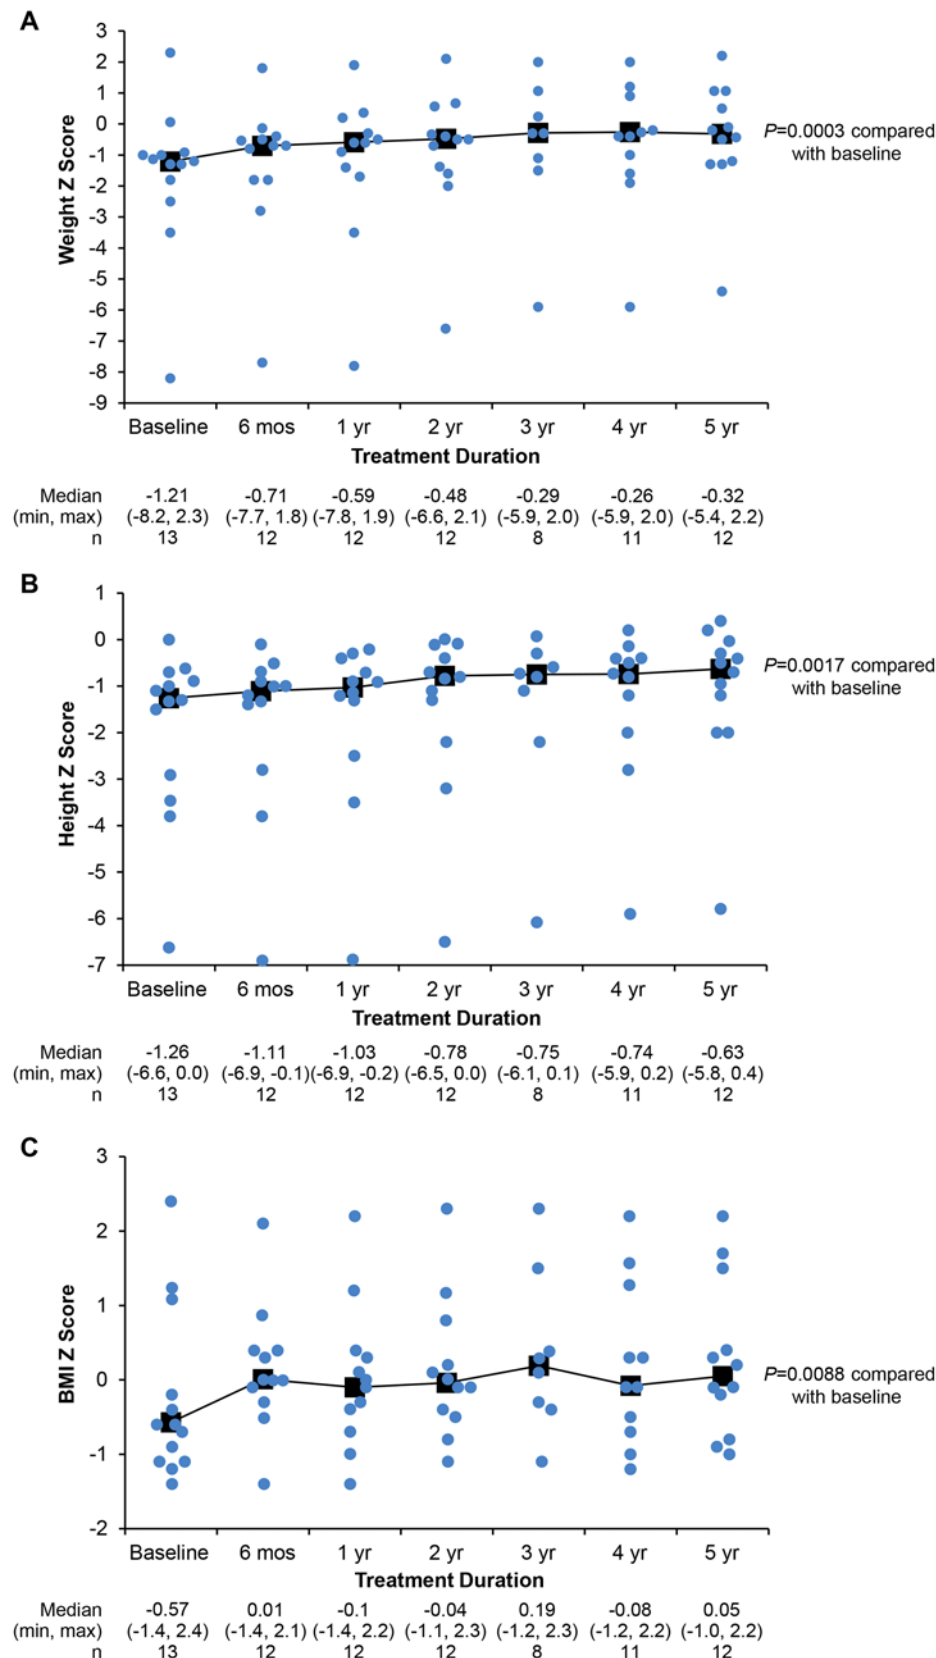 A
3
2
1
0
-1
-2
-3
-4
-5
-6
-7
-8
-9
Weight Z Score
P=0.0003 compared
with baseline
Baseline 6 mos 1 yr 2 yr 3 yr 4 yr 5 yr
Treatment Duration
Median -1.21 -0.71 -0.59 -0.48 -0.29 -0.26 -0.32
(min, max) (-8.2, 2.3) (-7.7, 1.8) (-7.8, 1.9) (-6.6, 2.1) (-5.9, 2.0) (-5.9, 2.0) (-5.4, 2.2)
n 13 12 12 12 8 11 12
B
1
0
-1
-2
-3
-4
-5
-6
-7
Height Z Score
P=0.0017 compared
with baseline
Baseline 6 mos 1 yr 2 yr 3 yr 4 yr 5 yr
Treatment Duration
Median -1.26 -1.11 -1.03 -0.78 -0.75 -0.74 -0.63
(min, max) (-6.6, 0.0) (-6.9, -0.1) (-6.9, -0.2) (-6.5, 0.0) (-6.1, 0.1) (-5.9, 0.2) (-5.8, 0.4)
n 13 12 12 12 8 11 12
C
3
2
1
0
-1
-2
BMI Z Score
P=0.0088 compared
with baseline
Baseline 6 mos 1 yr 2 yr 3 yr 4 yr 5 yr
Treatment Duration
Median -0.57 0.01 -0.1 -0.04 0.19 -0.08 0.05
(min, max) (-1.4, 2.4) (-1.4, 2.1) (-1.4, 2.2) (-1.1, 2.3) (-1.2, 2.3) (-1.2, 2.2) (-1.0, 2.2)
n 13 12 12 12 8 11 12